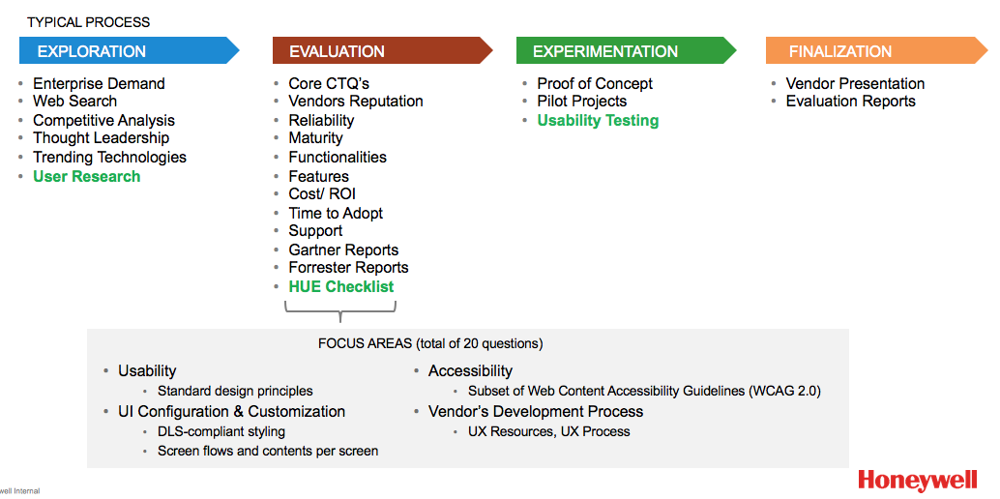 TYPICAL PROCESS
EXPLORATION
• Enterprise Demand
• Web Search
• Competitive Analysis
• Thought Leadership
• Trending Technologies
• User Research
EVALUATION
• Core CTQ's
• Vendors Reputation
• Reliability
• Maturity
• Functionalities
• Features
• Cost/ ROI
• Time to Adopt
• Support
• Gartner Reports
• Forrester Reports
• HUE Checklist
EXPERIMENTATION
• Proof of Concept
• Pilot Projects
• Usability Testing
FINALIZATION
• Vendor Presentation
• Evaluation Reports
FOCUS AREAS (total of 20 questions)
• Usability
• Standard design principles
• UI Configuration & Customization
• DLS-compliant styling
• Screen flows and contents per screen
• Accessibility
• Subset of Web Content Accessibility Guidelines (WCAG 2.0)
• Vendor's Development Process
• UX Resources, UX Process
well Internal
Honeywell